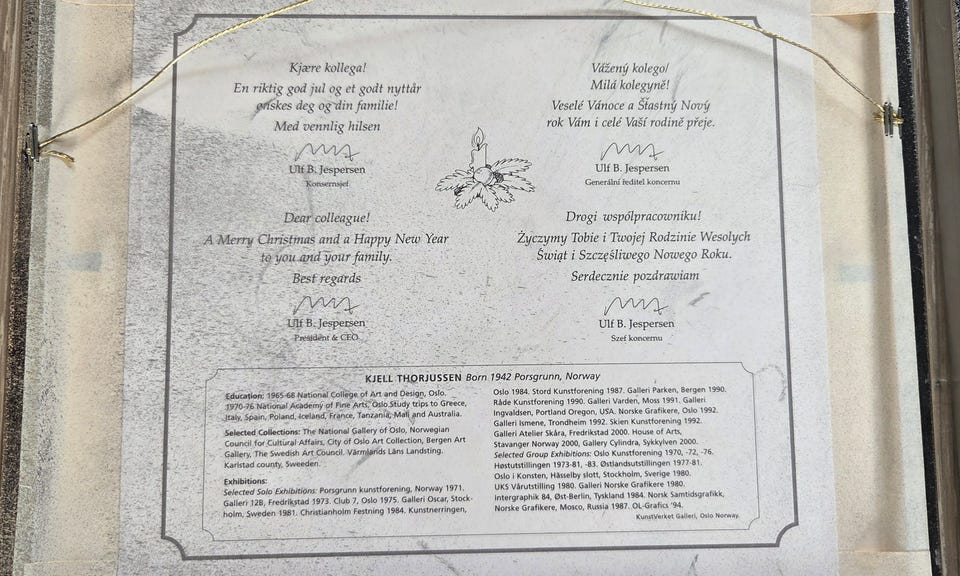 Kjære kollega!
En riktig god jul og et godt nyttår
ønskes deg og din familie!
Med vennlig hilsen
Ulf B. Jespersen
Konsernsjef
Vážený kolego/
Milá kolegyně!
Veselé Vánoce a Šťastný Nový
rok Vám i celé Vaší rodině přeje.
Ulf B. Jespersen
Generální ředitel koncernu
Dear colleague!
A Merry Christmas and a Happy New Year
to you and your family.
Best regards
Ulf B. Jespersen
President & CEO
Drogi wspólpracowniku!
Życzymy Tobie i Twojej Rodzinie Wesolych
Świąt i Szczęśliwego Nowego Roku.
Serdecznie pozdrawiam
Ulf B. Jespersen
Szef koncernu
KJELL THORJUSSEN Born 1942 Porsgrunn, Norway
Education: 1965-68 National College of Art and Design, Oslo.
1970-76 National Academy of Fine Arts, Oslo.Study trips to Greece,
Italy, Spain, Poland, Iceland, France, Tanzania, Mali and Australia.
Selected Collections: The National Gallery of Oslo, Norwegian
Council for Cultural Affairs, City of Oslo Art Collection, Bergen Art
Gallery, The Swedish Art Council. Värmlands Läns Landsting.
Karlstad county, Sweden.
Exhibitions:
Selected Solo Exhibitions: Porsgrunn kunstforening, Norway 1971.
Galleri 12B, Fredrikstad 1973. Club 7, Oslo 1975. Galleri Oscar, Stock-
holm, Sweden 1981. Christianholm Festning 1984. Kunstnerringen,
Oslo 1984. Stord Kunstforening 1987. Galleri Parken, Bergen 1990.
Råde Kunstforening 1990. Galleri Varden, Moss 1991. Galleri
Ingvaldsen, Portland Oregon, USA. Norske Grafikere, Oslo 1992.
Galleri Ismene, Trondheim 1992. Skien Kunstforening 1992.
Galleri Atelier Skåra, Fredrikstad 2000. House of Arts,
Stavanger Norway 2000, Gallery Cylindra, Sykkylven 2000.
Selected Group Exhibitions: Oslo Kunstforening 1970, -72, -76.
Høstutstillingen 1973-81, -83. Østlandsutstillingen 1977-81.
Oslo i Konsten, Hässelby slott, Stockholm, Sverige 1980.
UKS Vårutstilling 1980. Galleri Norske Grafikere 1980.
Intergraphik 84, Øst-Berlin, Tyskland 1984. Norsk Samtidsgrafikk,
Norske Grafikere, Mosco, Russia 1987. OL-Grafics '94.
KunstVerket Galleri, Oslo Norway.